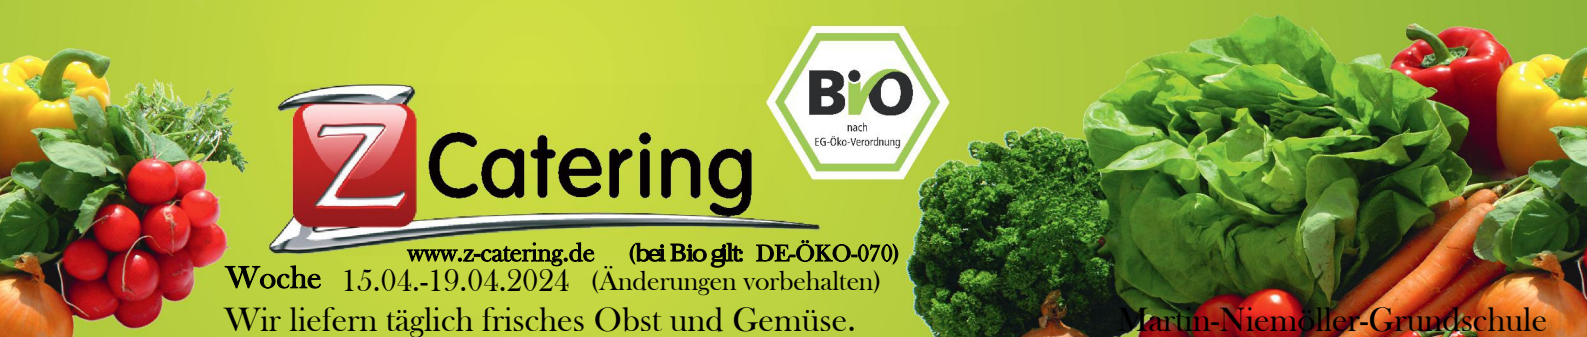 BiO
nach
EG-Öko-Verordnung
Z Catering
www.z-catering.de (bei Bio gilt: DE-ÖKO-070)
Woche 15.04.-19.04.2024 (Änderungen vorbehalten)
Wir liefern täglich frisches Obst und Gemüse.
Martin-Niemöller-Grundschule